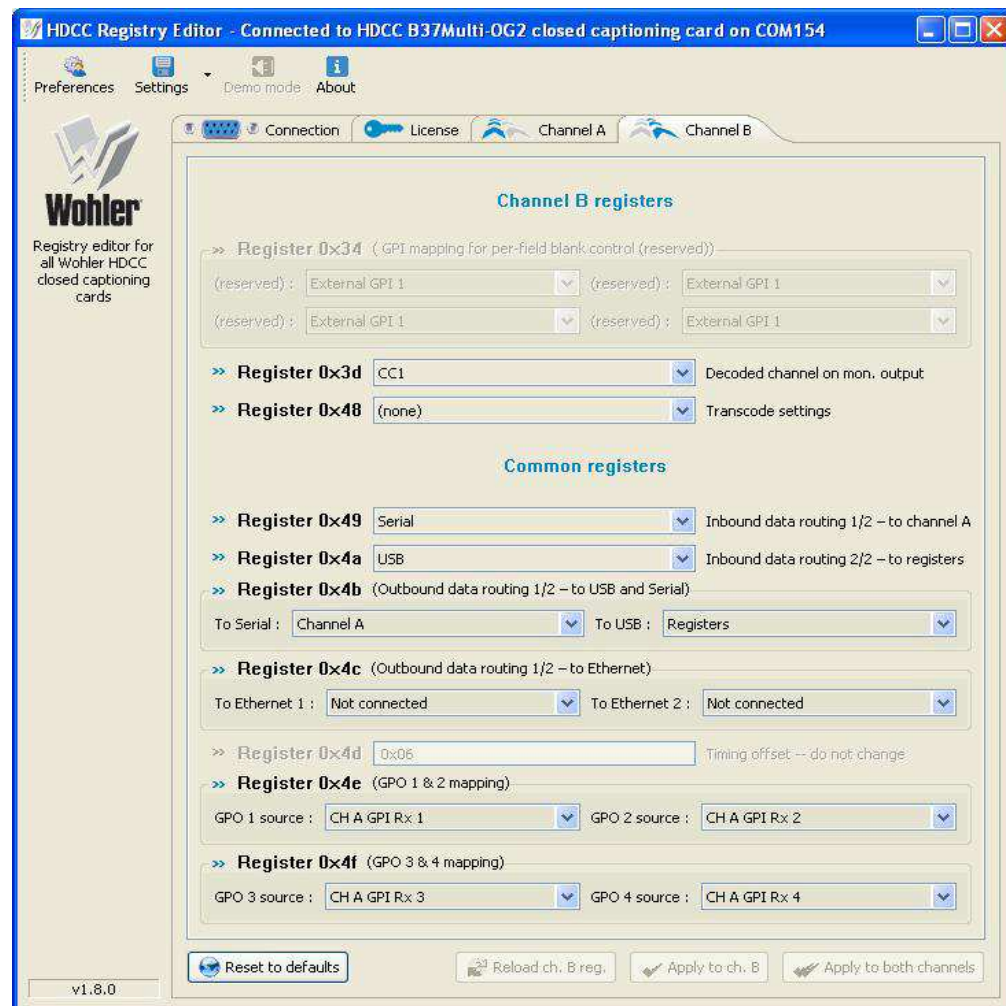 HDCC Registry Editor - Connected to HDCC B37Multi-OG2 closed captioning card on COM154
Preferences Settings Demo mode About
Wohler
Registry editor for
all Wohler HDCC
closed captioning
cards
v1.8.0
Connection License Channel A Channel B
Channel B registers
>> Register 0x34 ( GPI mapping for per-field blank control (reserved))
(reserved) : External GPI 1 (reserved) : External GPI 1
(reserved) : External GPI 1 (reserved) : External GPI 1
>> Register 0x3d CC1 Decoded channel on mon. output
>> Register 0x48 (none) Transcode settings
Common registers
>> Register 0x49 Serial Inbound data routing 1/2 – to channel A
>> Register 0x4a USB Inbound data routing 2/2 – to registers
>> Register 0x4b (Outbound data routing 1/2 – to USB and Serial)
To Serial : Channel A To USB : Registers
>> Register 0x4c (Outbound data routing 1/2 – to Ethernet)
To Ethernet 1 : Not connected To Ethernet 2 : Not connected
>> Register 0x4d 0x06 Timing offset -- do not change
>> Register 0x4e (GPO 1 & 2 mapping)
GPO 1 source : CH A GPI Rx 1 GPO 2 source : CH A GPI Rx 2
>> Register 0x4f (GPO 3 & 4 mapping)
GPO 3 source : CH A GPI Rx 3 GPO 4 source : CH A GPI Rx 4
Reset to defaults Reload ch. B reg. Apply to ch. B Apply to both channels